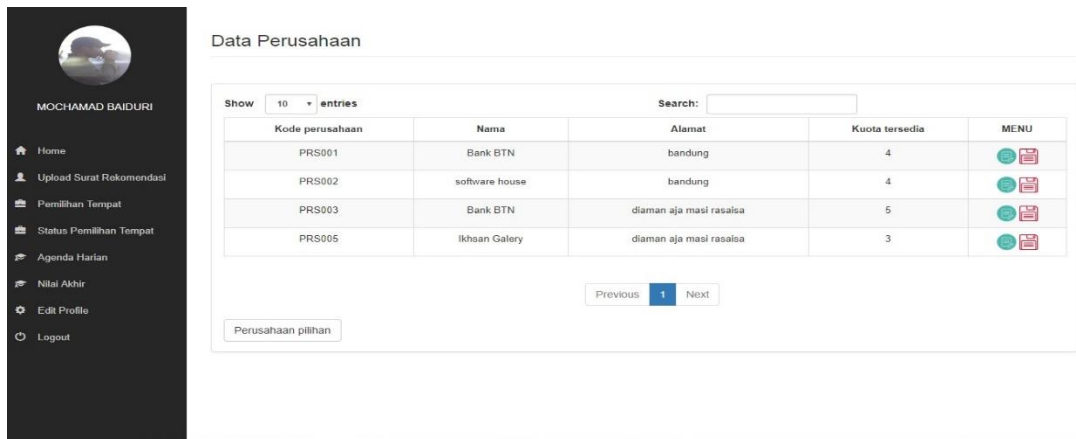 MOCHAMAD BAIDURI
Home
Upload Surat Rekomendasi
Pemilihan Tempat
Status Pemilihan Tempat
Agenda Harian
Nilai Akhir
Edit Profile
Logout
Data Perusahaan
Show 10 entries Search:
Kode perusahaan Nama Alamat Kuota tersedia MENU
PRS001 Bank BTN bandung 4
PRS002 software house bandung 4
PRS003 Bank BTN diaman aja masi rasaisa 5
PRS005 Ikhsan Galery diaman aja masi rasaisa 3
Previous 1 Next
Perusahaan pilihan